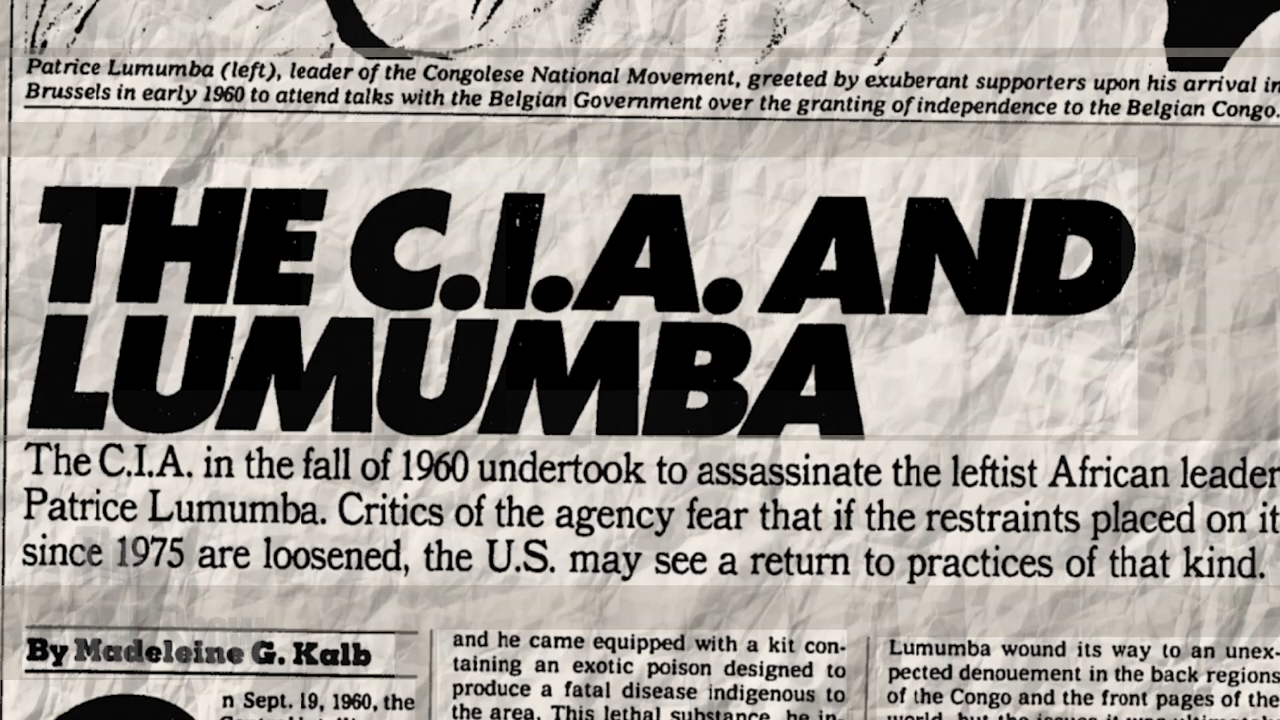 Patrice Lumumba (left), leader of the Congolese National Movement, greeted by exuberant supporters upon his arrival in
Brussels in early 1960 to attend talks with the Belgian Government over the granting of independence to the Belgian Congo.
THE C.I.A. AND
LUMUMBA
The C.I.A. in the fall of 1960 undertook to assassinate the leftist African leader
Patrice Lumumba. Critics of the agency fear that if the restraints placed on it
since 1975 are loosened, the U.S. may see a return to practices of that kind.
By Madeleine G. Kalb
n Sept. 19, 1960, the
and he came equipped with a kit con-
taining an exotic poison designed to
produce a fatal disease indigenous to
the area. This lethal substance, he in-
Lumumba wound its way to an unex-
pected denouement in the back regions
of the Congo and the front pages of the